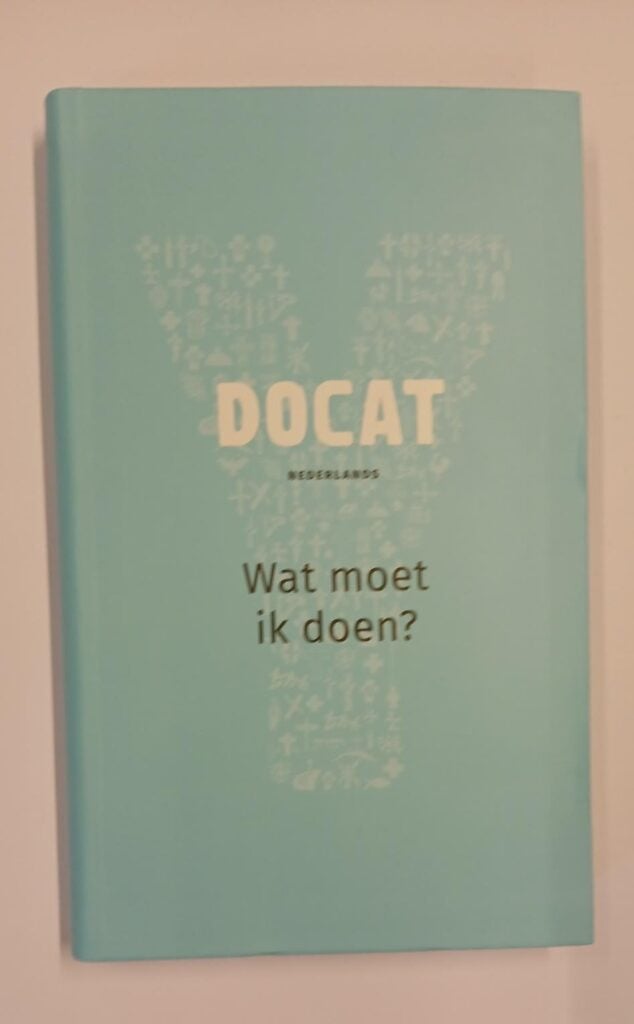 DOCAT
NEDERLANDS
Wat moet
ik doen?